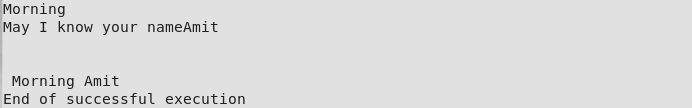 Morning
May I know your nameAmit
Morning Amit
End of successful execution